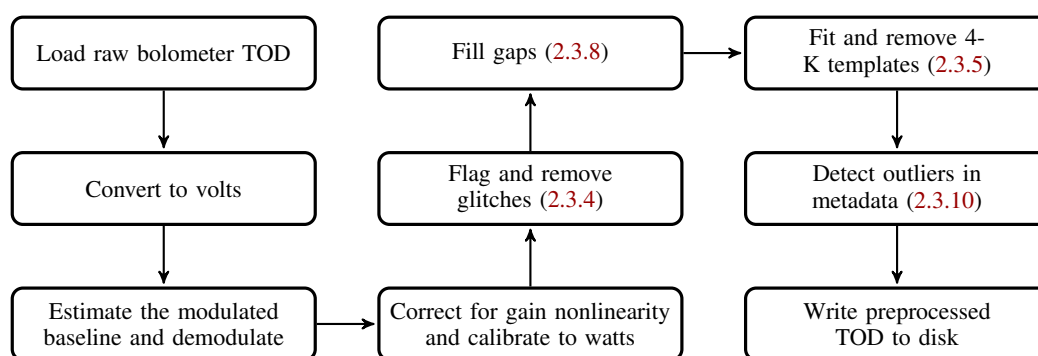 Load raw bolometer TOD
Convert to volts
Estimate the modulated
baseline and demodulate
Correct for gain nonlinearity
and calibrate to watts
Flag and remove
glitches (2.3.4)
Fill gaps (2.3.8)
Fit and remove 4-
K templates (2.3.5)
Detect outliers in
metadata (2.3.10)
Write preprocessed
TOD to disk